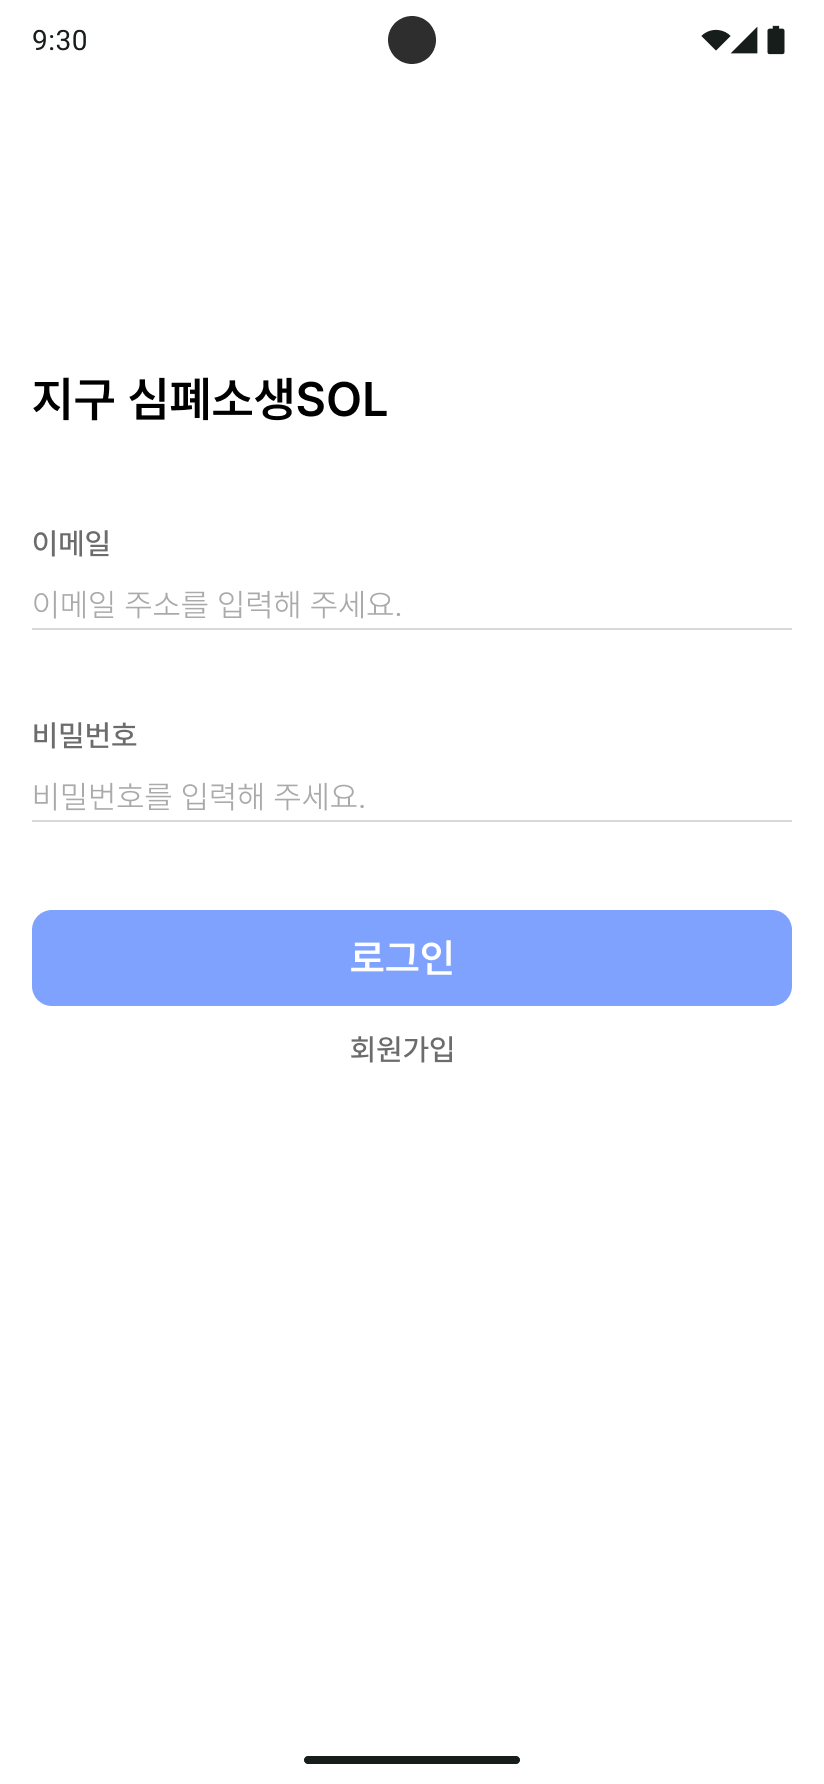 9:30
지구 심폐소생SOL
이메일
이메일 주소를 입력해 주세요.
비밀번호
비밀번호를 입력해 주세요.
로그인
회원가입